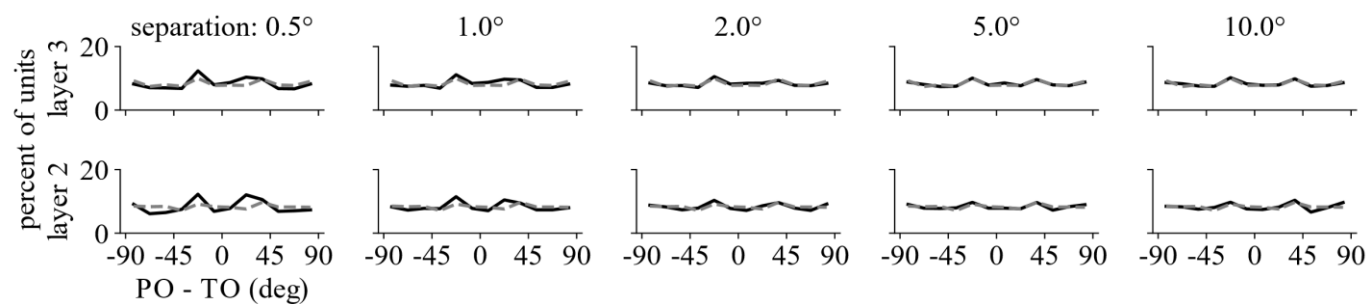 separation: 0.5° 1.0° 2.0° 5.0° 10.0°
percent of units
layer 3
20
0
layer 2
20
0
-90 -45 0 45 90 -90 -45 0 45 90 -90 -45 0 45 90 -90 -45 0 45 90 -90 -45 0 45 90
PO - TO (deg)